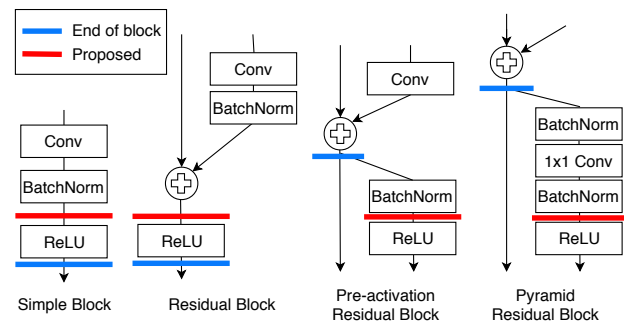 End of block
Proposed
Conv
BatchNorm
ReLU
Simple Block
Conv
BatchNorm
ReLU
Residual Block
Conv
BatchNorm
ReLU
Pre-activation
Residual Block
BatchNorm
1x1 Conv
BatchNorm
ReLU
Pyramid
Residual Block